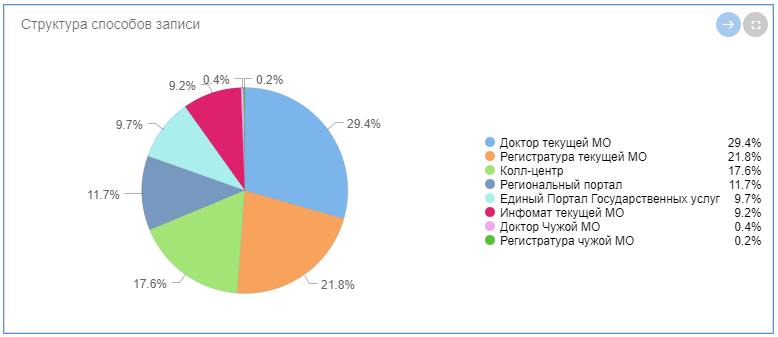 Структура способов записи
0.4%
0.2%
9.2%
29.4%
9.7%
11.7%
17.6%
21.8%
Доктор текущей МО 29.4%
Регистратура текущей МО 21.8%
Колл-центр 17.6%
Региональный портал 11.7%
Единый Портал Государственных услуг 9.7%
Инфомат текущей МО 9.2%
Доктор Чужой МО 0.4%
Регистратура чужой МО 0.2%